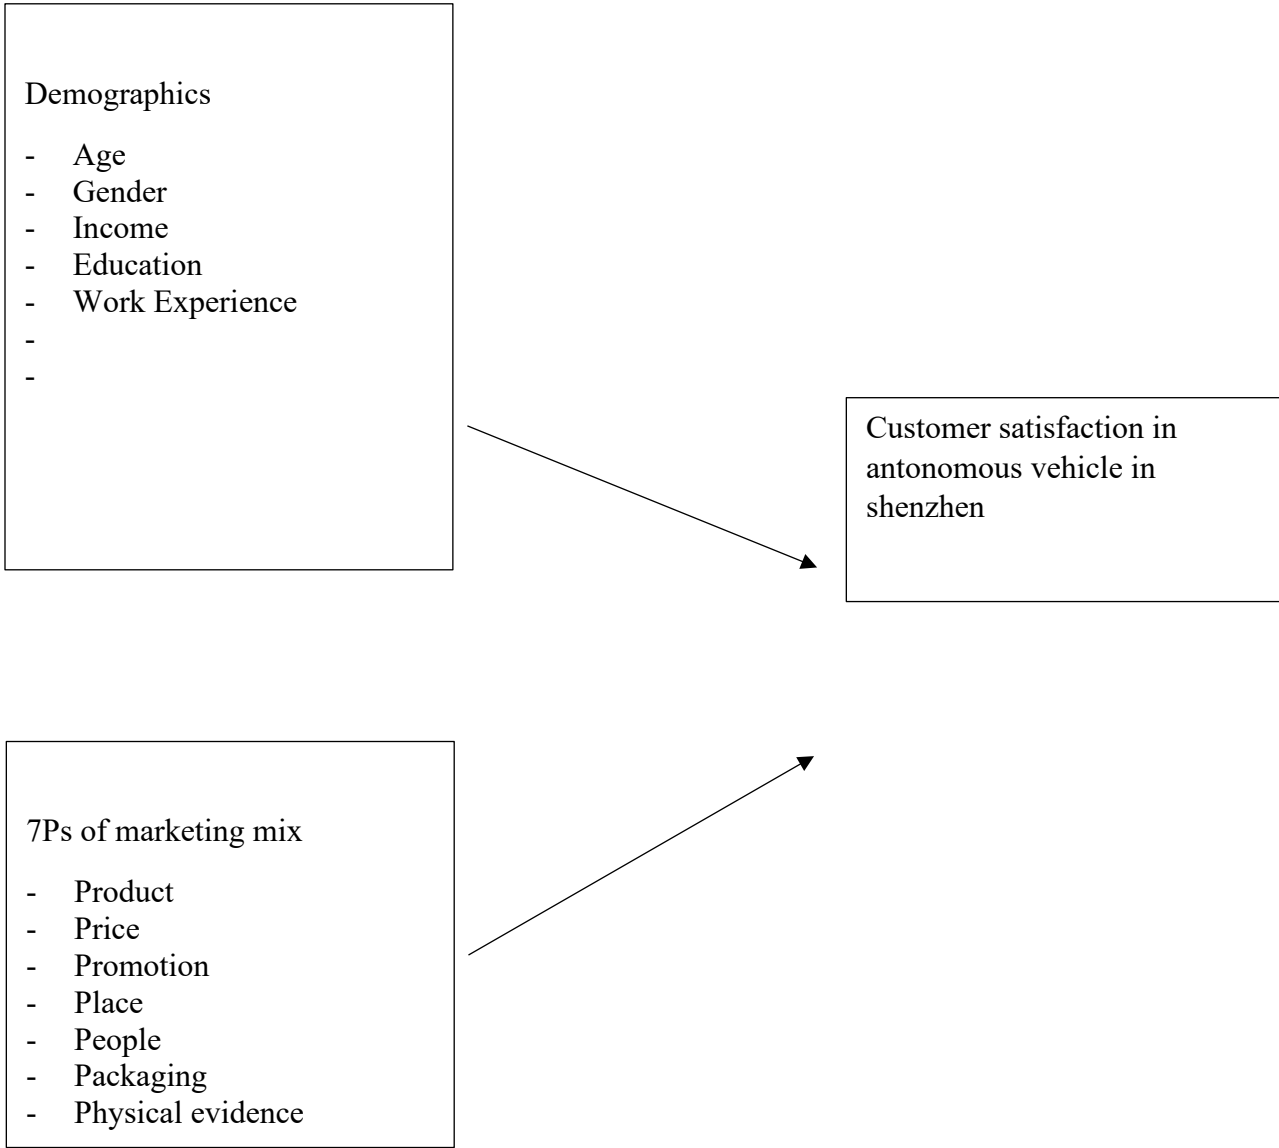 Demographics
- Age
- Gender
- Income
- Education
- Work Experience
-
-
Customer satisfaction in
antonomous vehicle in
shenzhen
7Ps of marketing mix
- Product
- Price
- Promotion
- Place
- People
- Packaging
- Physical evidence